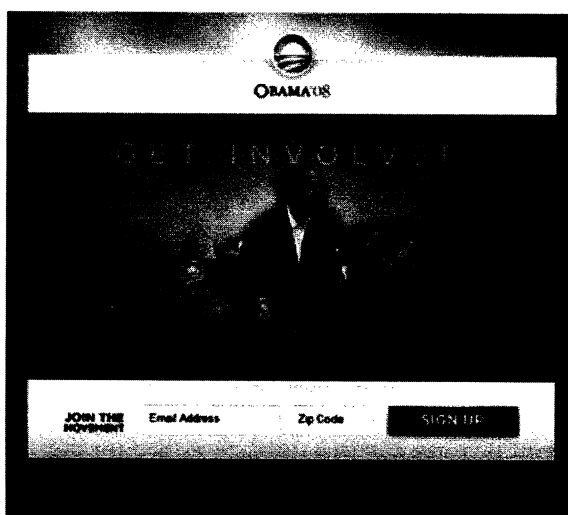 OBAMA'08
GET INVOLVED
JOIN THE
MOVEMENT
Email Address
Zip Code
SIGN UP